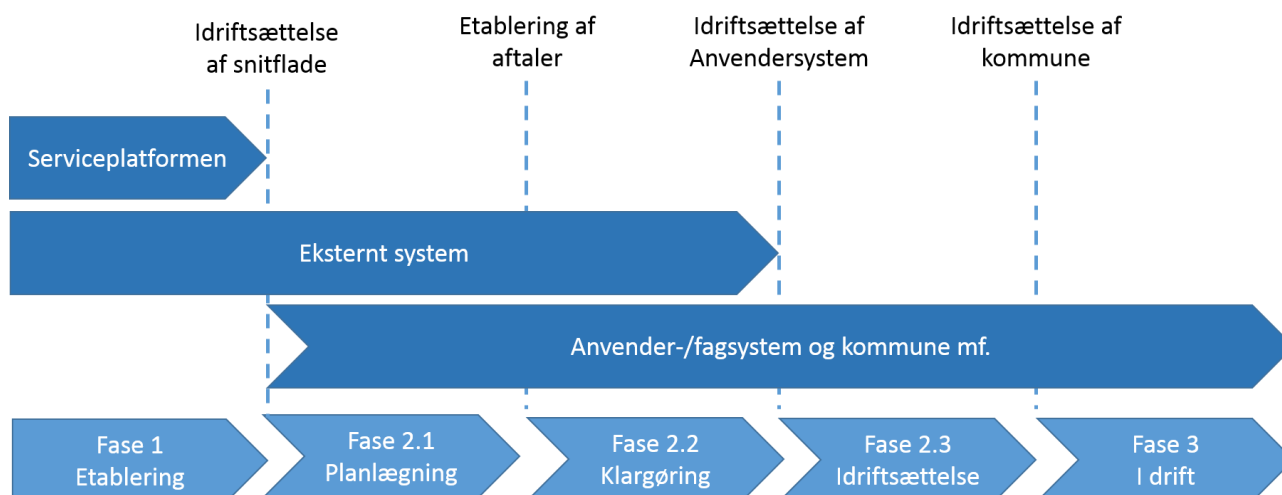 Idriftsættelse
af snitflade
Etablering af
aftaler
Idriftsættelse af
Anvendersystem
Idriftsættelse af
kommune
Serviceplatformen
Eksternt system
Anvender-/fagsystem og kommune mf.
Fase 1
Etablering
Fase 2.1
Planlægning
Fase 2.2
Klargøring
Fase 2.3
Idriftsættelse
Fase 3
I drift